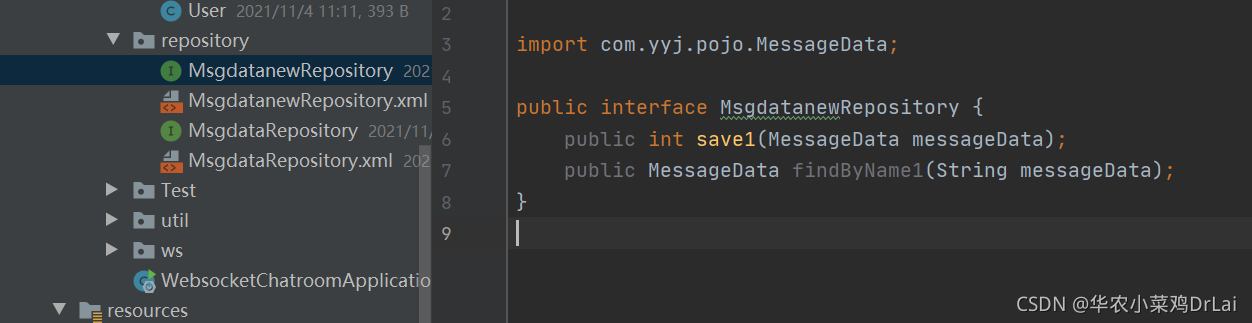 User 2021/11/4 11:11, 393 B
repository
MsgdatanewRepository 202
MsgdatanewRepository.xml
MsgdataRepository 2021/11/
MsgdataRepository.xml 202
Test
util
ws
WebsocketChatroomApplicatio
resources
2
3 import com.yyj.pojo.MessageData;
4
5 public interface MsgdatanewRepository {
6 public int save1(MessageData messageData);
7 public MessageData findByName1(String messageData);
8 }
9
CSDN @华农小菜鸡DrLai